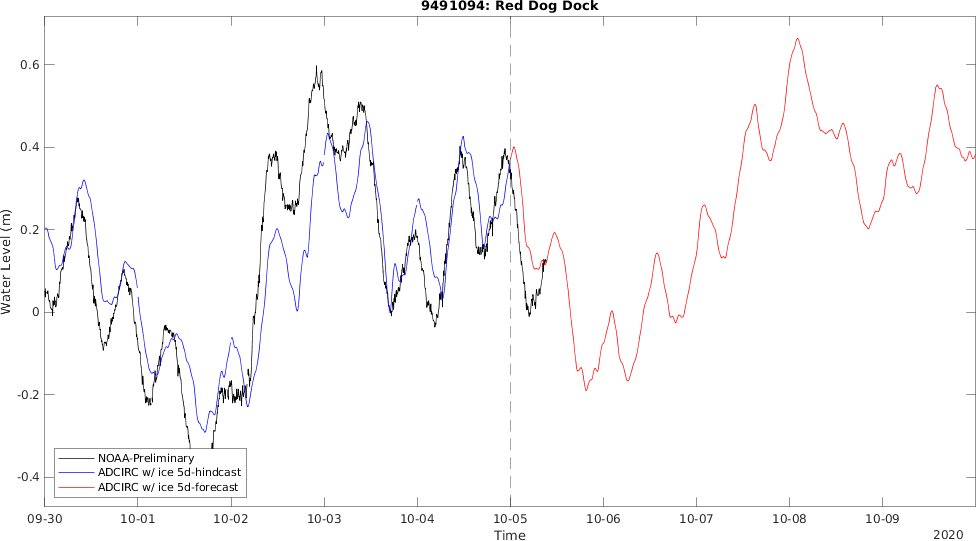 9491094: Red Dog Dock
Water Level (m)
0.6
0.4
0.2
0
-0.2
-0.4
NOAA-Preliminary
ADCIRC w/ ice 5d-hindcast
ADCIRC w/ ice 5d-forecast
09-30 10-01 10-02 10-03 10-04 10-05 10-06 10-07 10-08 10-09
Time
2020